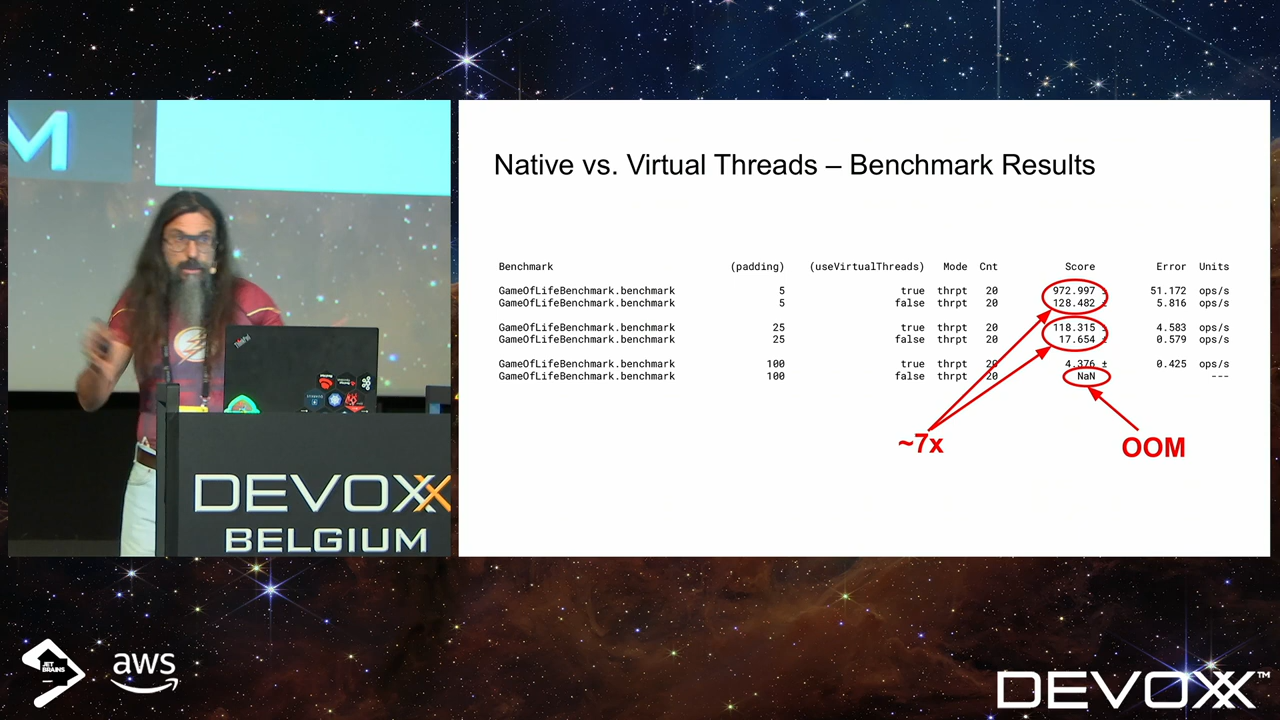 M
ThinkPad
DEVOXX
BELGIUM
Native vs. Virtual Threads – Benchmark Results
Benchmark (padding) (useVirtualThreads) Mode Cnt Score Error Units
GameOfLifeBenchmark.benchmark 5 true thrpt 20 972.997 ± 51.172 ops/s
GameOfLifeBenchmark.benchmark 5 false thrpt 20 128.482 ± 5.816 ops/s
GameOfLifeBenchmark.benchmark 25 true thrpt 20 118.315 ± 4.583 ops/s
GameOfLifeBenchmark.benchmark 25 false thrpt 20 17.654 ± 0.579 ops/s
GameOfLifeBenchmark.benchmark 100 true thrpt 20 4.376 ± 0.425 ops/s
GameOfLifeBenchmark.benchmark 100 false thrpt 20 NaN ---
~7x
OOM
JET
BRAINS
aws
DEVOXX™